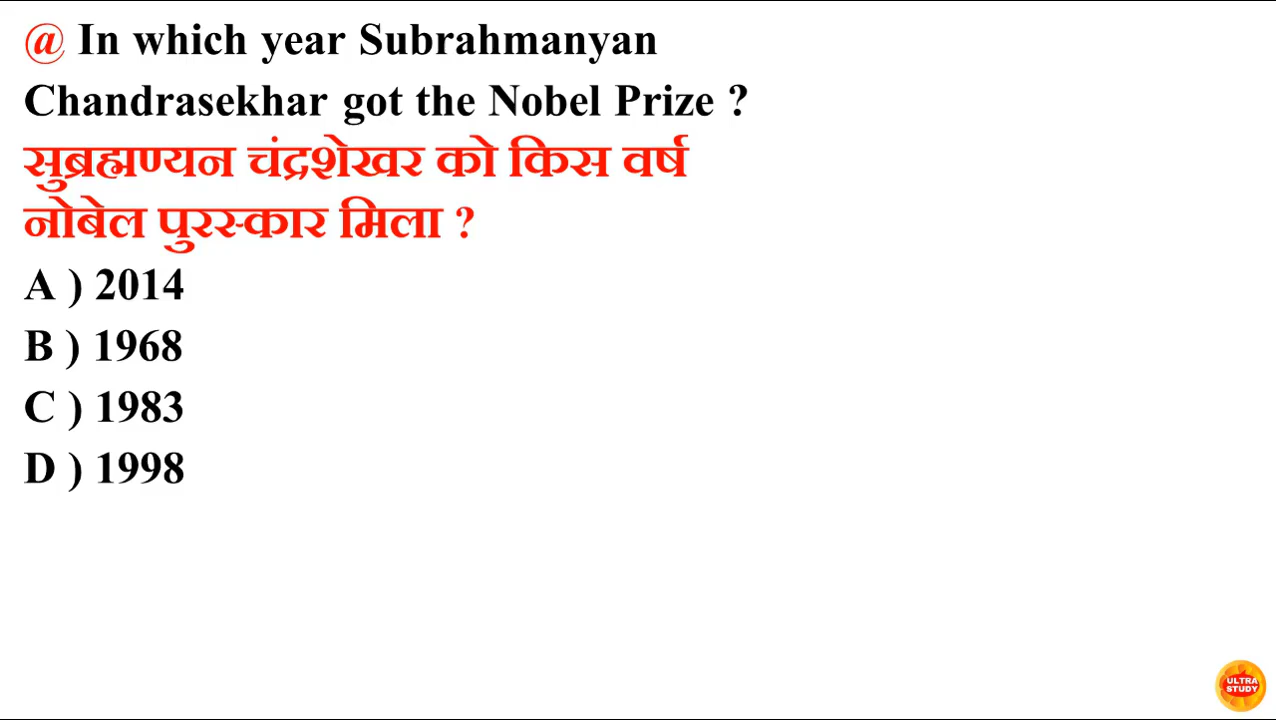 @ In which year Subrahmanyan
Chandrasekhar got the Nobel Prize ?
सुब्रह्मण्यन चंद्रशेखर को किस वर्ष
नोबेल पुरस्कार मिला ?
A ) 2014
B ) 1968
C ) 1983
D ) 1998
ULTRA
STUDY